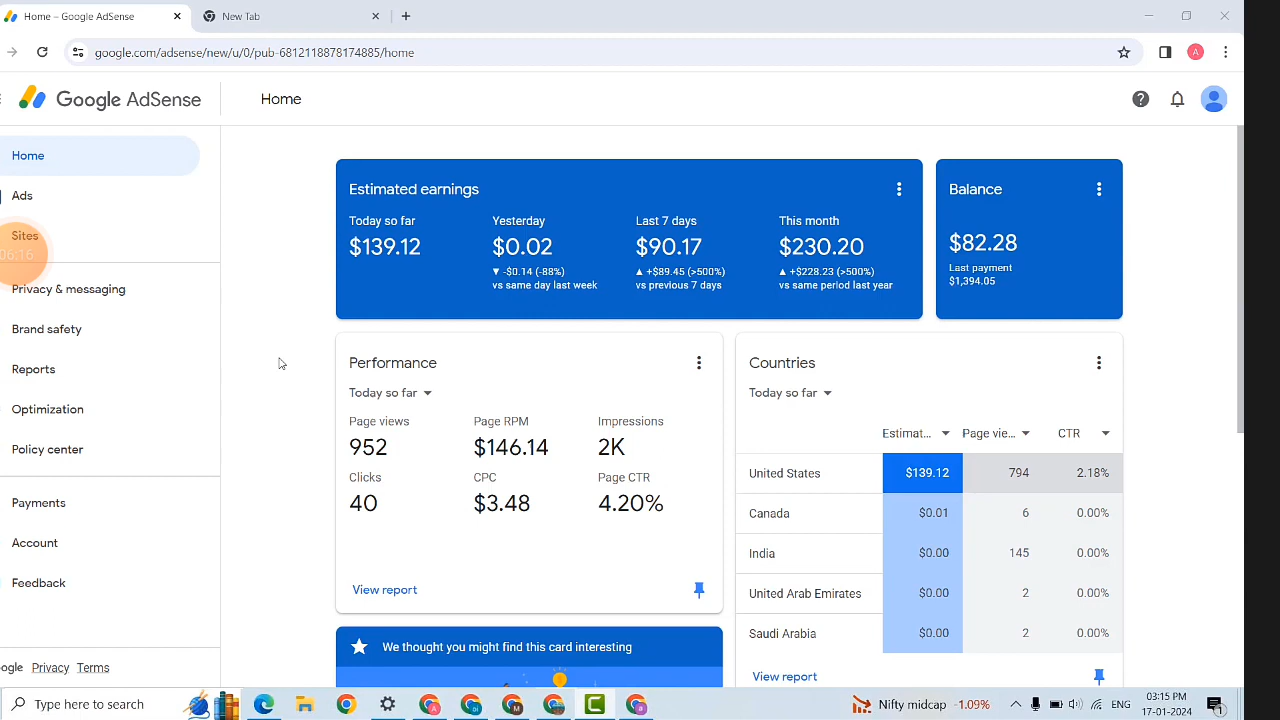 Home – Google AdSense
New Tab
google.com/adsense/new/u/0/pub-6812118878174885/home
A
Google AdSense
Home
Home
Ads
Sites
06:16
Privacy & messaging
Brand safety
Reports
Optimization
Policy center
Payments
Account
Feedback
ogle Privacy Terms
Estimated earnings
Today so far
$139.12
Yesterday
$0.02
▼ -$0.14 (-88%)
vs same day last week
Last 7 days
$90.17
▲ +$89.45 (>500%)
vs previous 7 days
This month
$230.20
▲ +$228.23 (>500%)
vs same period last year
Balance
$82.28
Last payment
$1,394.05
Performance
Today so far
Page views
952
Page RPM
$146.14
Impressions
2K
Clicks
40
CPC
$3.48
Page CTR
4.20%
View report
Countries
Today so far
Estimat... Page vie... CTR
United States $139.12 794 2.18%
Canada $0.01 6 0.00%
India $0.00 145 0.00%
United Arab Emirates $0.00 2 0.00%
Saudi Arabia $0.00 2 0.00%
View report
We thought you might find this card interesting
Type here to search
Nifty midcap -1.09%
ENG
03:15 PM
17-01-2024